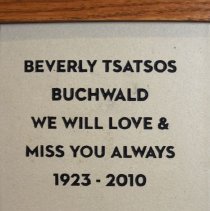 BEVERLY TSATSOS
BUCHWALD
WE WILL LOVE &
MISS YOU ALWAYS
1923 - 2010